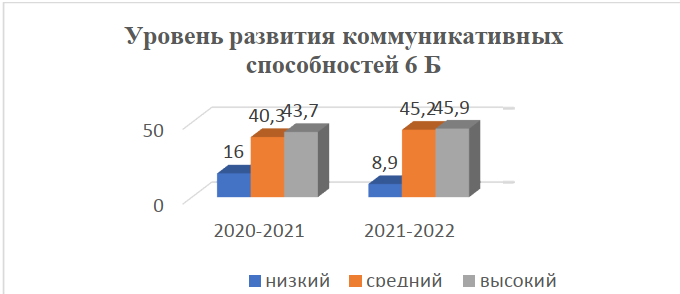 Уровень развития коммуникативных
способностей 6 Б
50
0
16
40,3
43,7
8,9
45,2
45,9
2020-2021
2021-2022
низкий
средний
высокий